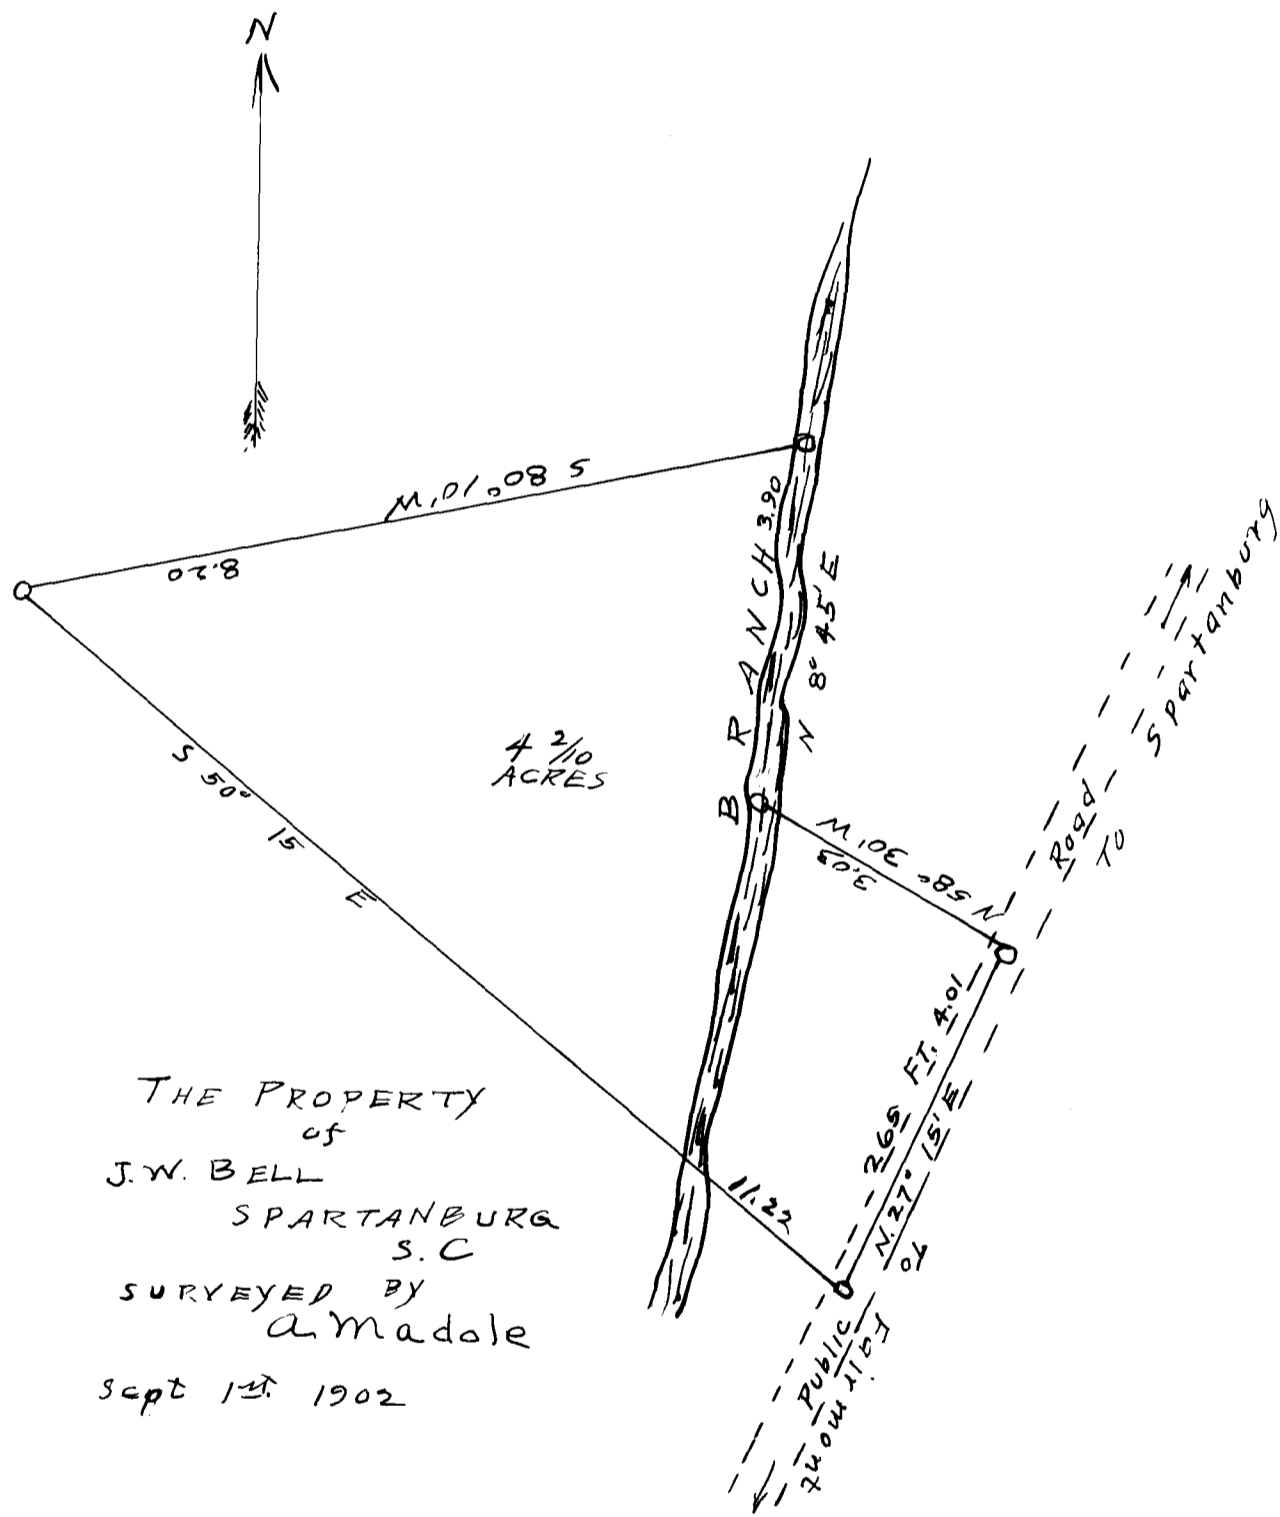 N
S 80° 10' W
8.20
BRANCH 3.90
N 8° 45' E
S 50° 15 E
4 2/10
ACRES
N 58° 30' W
3.03
Road
TO Spartanburg
265 FT. 4.01
N. 27° 15' E
11.22
Public
TO Fairmont
THE PROPERTY
of
J.W. BELL
SPARTANBURG
S.C
SURVEYED BY
A. Madole
Sept 1st. 1902